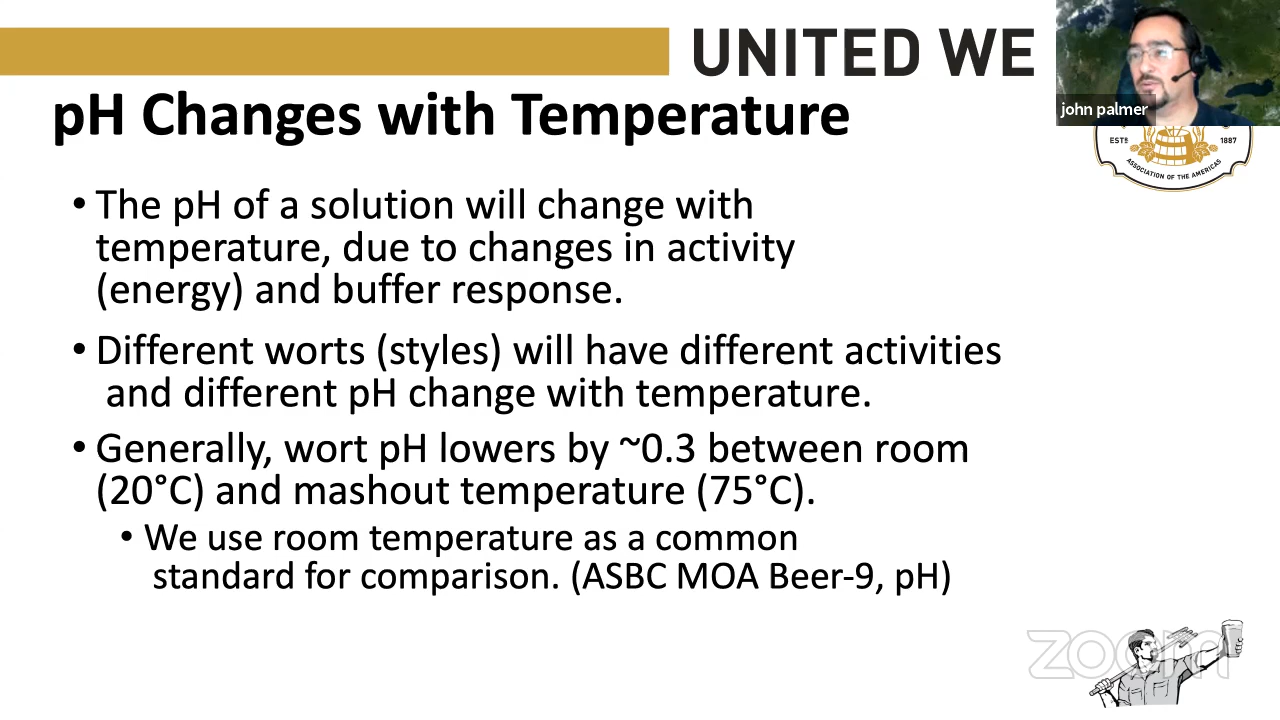 UNITED WE
john palmer
pH Changes with Temperature
ESTᴰ 1887
ASSOCIATION OF THE AMERICAS
• The pH of a solution will change with
temperature, due to changes in activity
(energy) and buffer response.
• Different worts (styles) will have different activities
and different pH change with temperature.
• Generally, wort pH lowers by ~0.3 between room
(20°C) and mashout temperature (75°C).
• We use room temperature as a common
standard for comparison. (ASBC MOA Beer-9, pH)
zoom